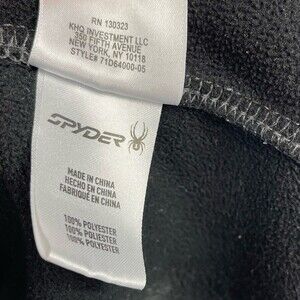 RN 130323
KHQ INVESTMENT LLC
350 FIFTH AVENUE
NEW YORK, NY 10118
STYLE# 71D64000-05
SPYDER
MADE IN CHINA
HECHO EN CHINA
FABRIQUÉ EN CHINA
100% POLYESTER
100% POLIESTER
100% POLYESTER